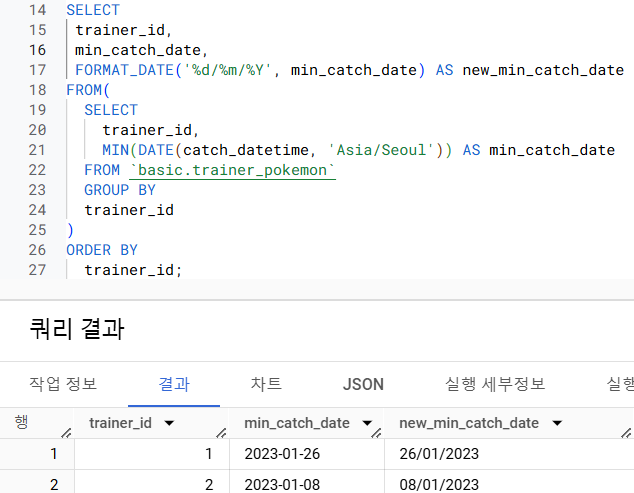 14 SELECT
15 trainer_id,
16 min_catch_date,
17 FORMAT_DATE('%d/%m/%Y', min_catch_date) AS new_min_catch_date
18 FROM(
19 SELECT
20 trainer_id,
21 MIN(DATE(catch_datetime, 'Asia/Seoul')) AS min_catch_date
22 FROM `basic.trainer_pokemon`
23 GROUP BY
24 trainer_id
25 )
26 ORDER BY
27 trainer_id;
쿼리 결과
작업 정보 결과 차트 JSON 실행 세부정보 실행
행 trainer_id min_catch_date new_min_catch_date
1 1 2023-01-26 26/01/2023
2 2 2023-01-08 08/01/2023